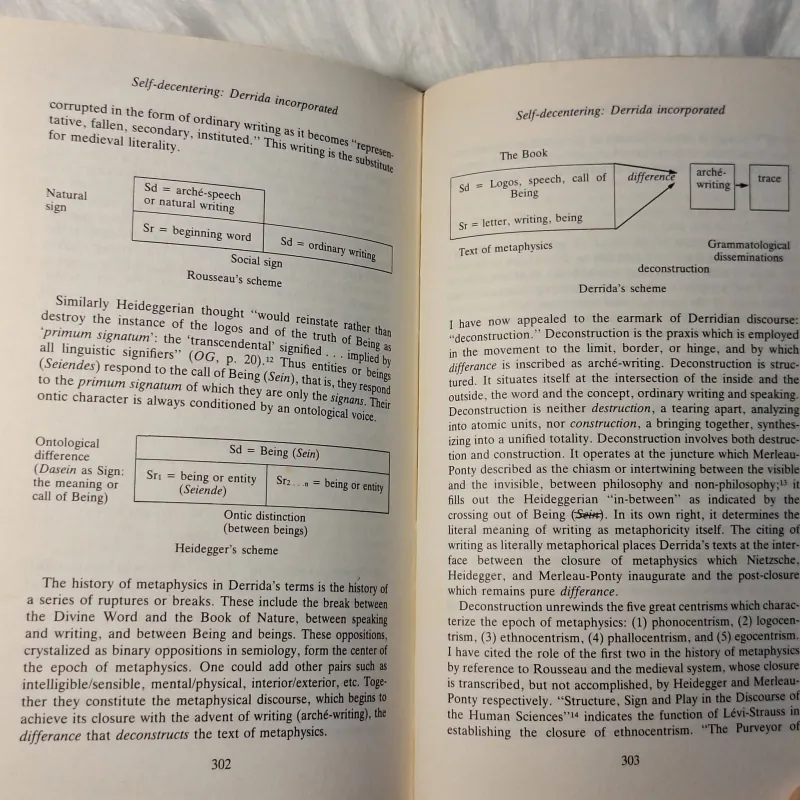 Self-decentering: Derrida incorporated
corrupted in the form of ordinary writing as it becomes "represen-
tative, fallen, secondary, instituted." This writing is the substitute
for medieval literality.
Natural
sign
Sd = arché-speech
or natural writing
Sr = beginning word
Sd = ordinary writing
Social sign
Rousseau's scheme
Similarly Heideggerian thought "would reinstate rather than
destroy the instance of the logos and of the truth of Being as
'primum signatum': the 'transcendental' signified . . . implied by
all linguistic signifiers" (OG, p. 20).¹² Thus entities or beings
(Seiendes) respond to the call of Being (Sein), that is, they respond
to the primum signatum of which they are only the signans. Their
ontic character is always conditioned by an ontological voice.
Ontological
difference
(Dasein as Sign:
the meaning or
call of Being)
Sd = Being (Sein)
Sr₁ = being or entity
(Seiende)
Sr₂ . . . n = being or entity
Ontic distinction
(between beings)
Heidegger's scheme
The history of metaphysics in Derrida's terms is the history of
a series of ruptures or breaks. These include the break between
the Divine Word and the Book of Nature, between speaking
and writing, and between Being and beings. These oppositions,
crystalized as binary oppositions in semiology, form the center of
the epoch of metaphysics. One could add other pairs such as
intelligible/sensible, mental/physical, interior/exterior, etc. Toge-
ther they constitute the metaphysical discourse, which begins to
achieve its closure with the advent of writing (arché-writing), the
differance that deconstructs the text of metaphysics.
302
Self-decentering: Derrida incorporated
The Book
Sd = Logos, speech, call of
Being
Sr = letter, writing, being
difference
arché-
writing
trace
Text of metaphysics
Grammatological
disseminations
deconstruction
Derrida's scheme
I have now appealed to the earmark of Derridian discourse:
"deconstruction." Deconstruction is the praxis which is employed
in the movement to the limit, border, or hinge, and by which
differance is inscribed as arché-writing. Deconstruction is struc-
tured. It situates itself at the intersection of the inside and the
outside, the word and the concept, ordinary writing and speaking.
Deconstruction is neither destruction, a tearing apart, analyzing
into atomic units, nor construction, a bringing together, synthes-
izing into a unified totality. Deconstruction involves both destruc-
tion and construction. It operates at the juncture which Merleau-
Ponty described as the chiasm or intertwining between the visible
and the invisible, between philosophy and non-philosophy;¹³ it
fills out the Heideggerian "in-between" as indicated by the
crossing out of Being (Sein). In its own right, it determines the
literal meaning of writing as metaphoricity itself. The citing of
writing as literally metaphorical places Derrida's texts at the inter-
face between the closure of metaphysics which Nietzsche,
Heidegger, and Merleau-Ponty inaugurate and the post-closure
which remains pure differance.
Deconstruction unwinds the five great centrisms which charac-
terize the epoch of metaphysics: (1) phonocentrism, (2) logocen-
trism, (3) ethnocentrism, (4) phallocentrism, and (5) egocentrism.
I have cited the role of the first two in the history of metaphysics
by reference to Rousseau and the medieval system, whose closure
is transcribed, but not accomplished, by Heidegger and Merleau-
Ponty respectively. "Structure, Sign and Play in the Discourse of
the Human Sciences"¹⁴ indicates the function of Lévi-Strauss in
establishing the closure of ethnocentrism. "The Purveyor of
303